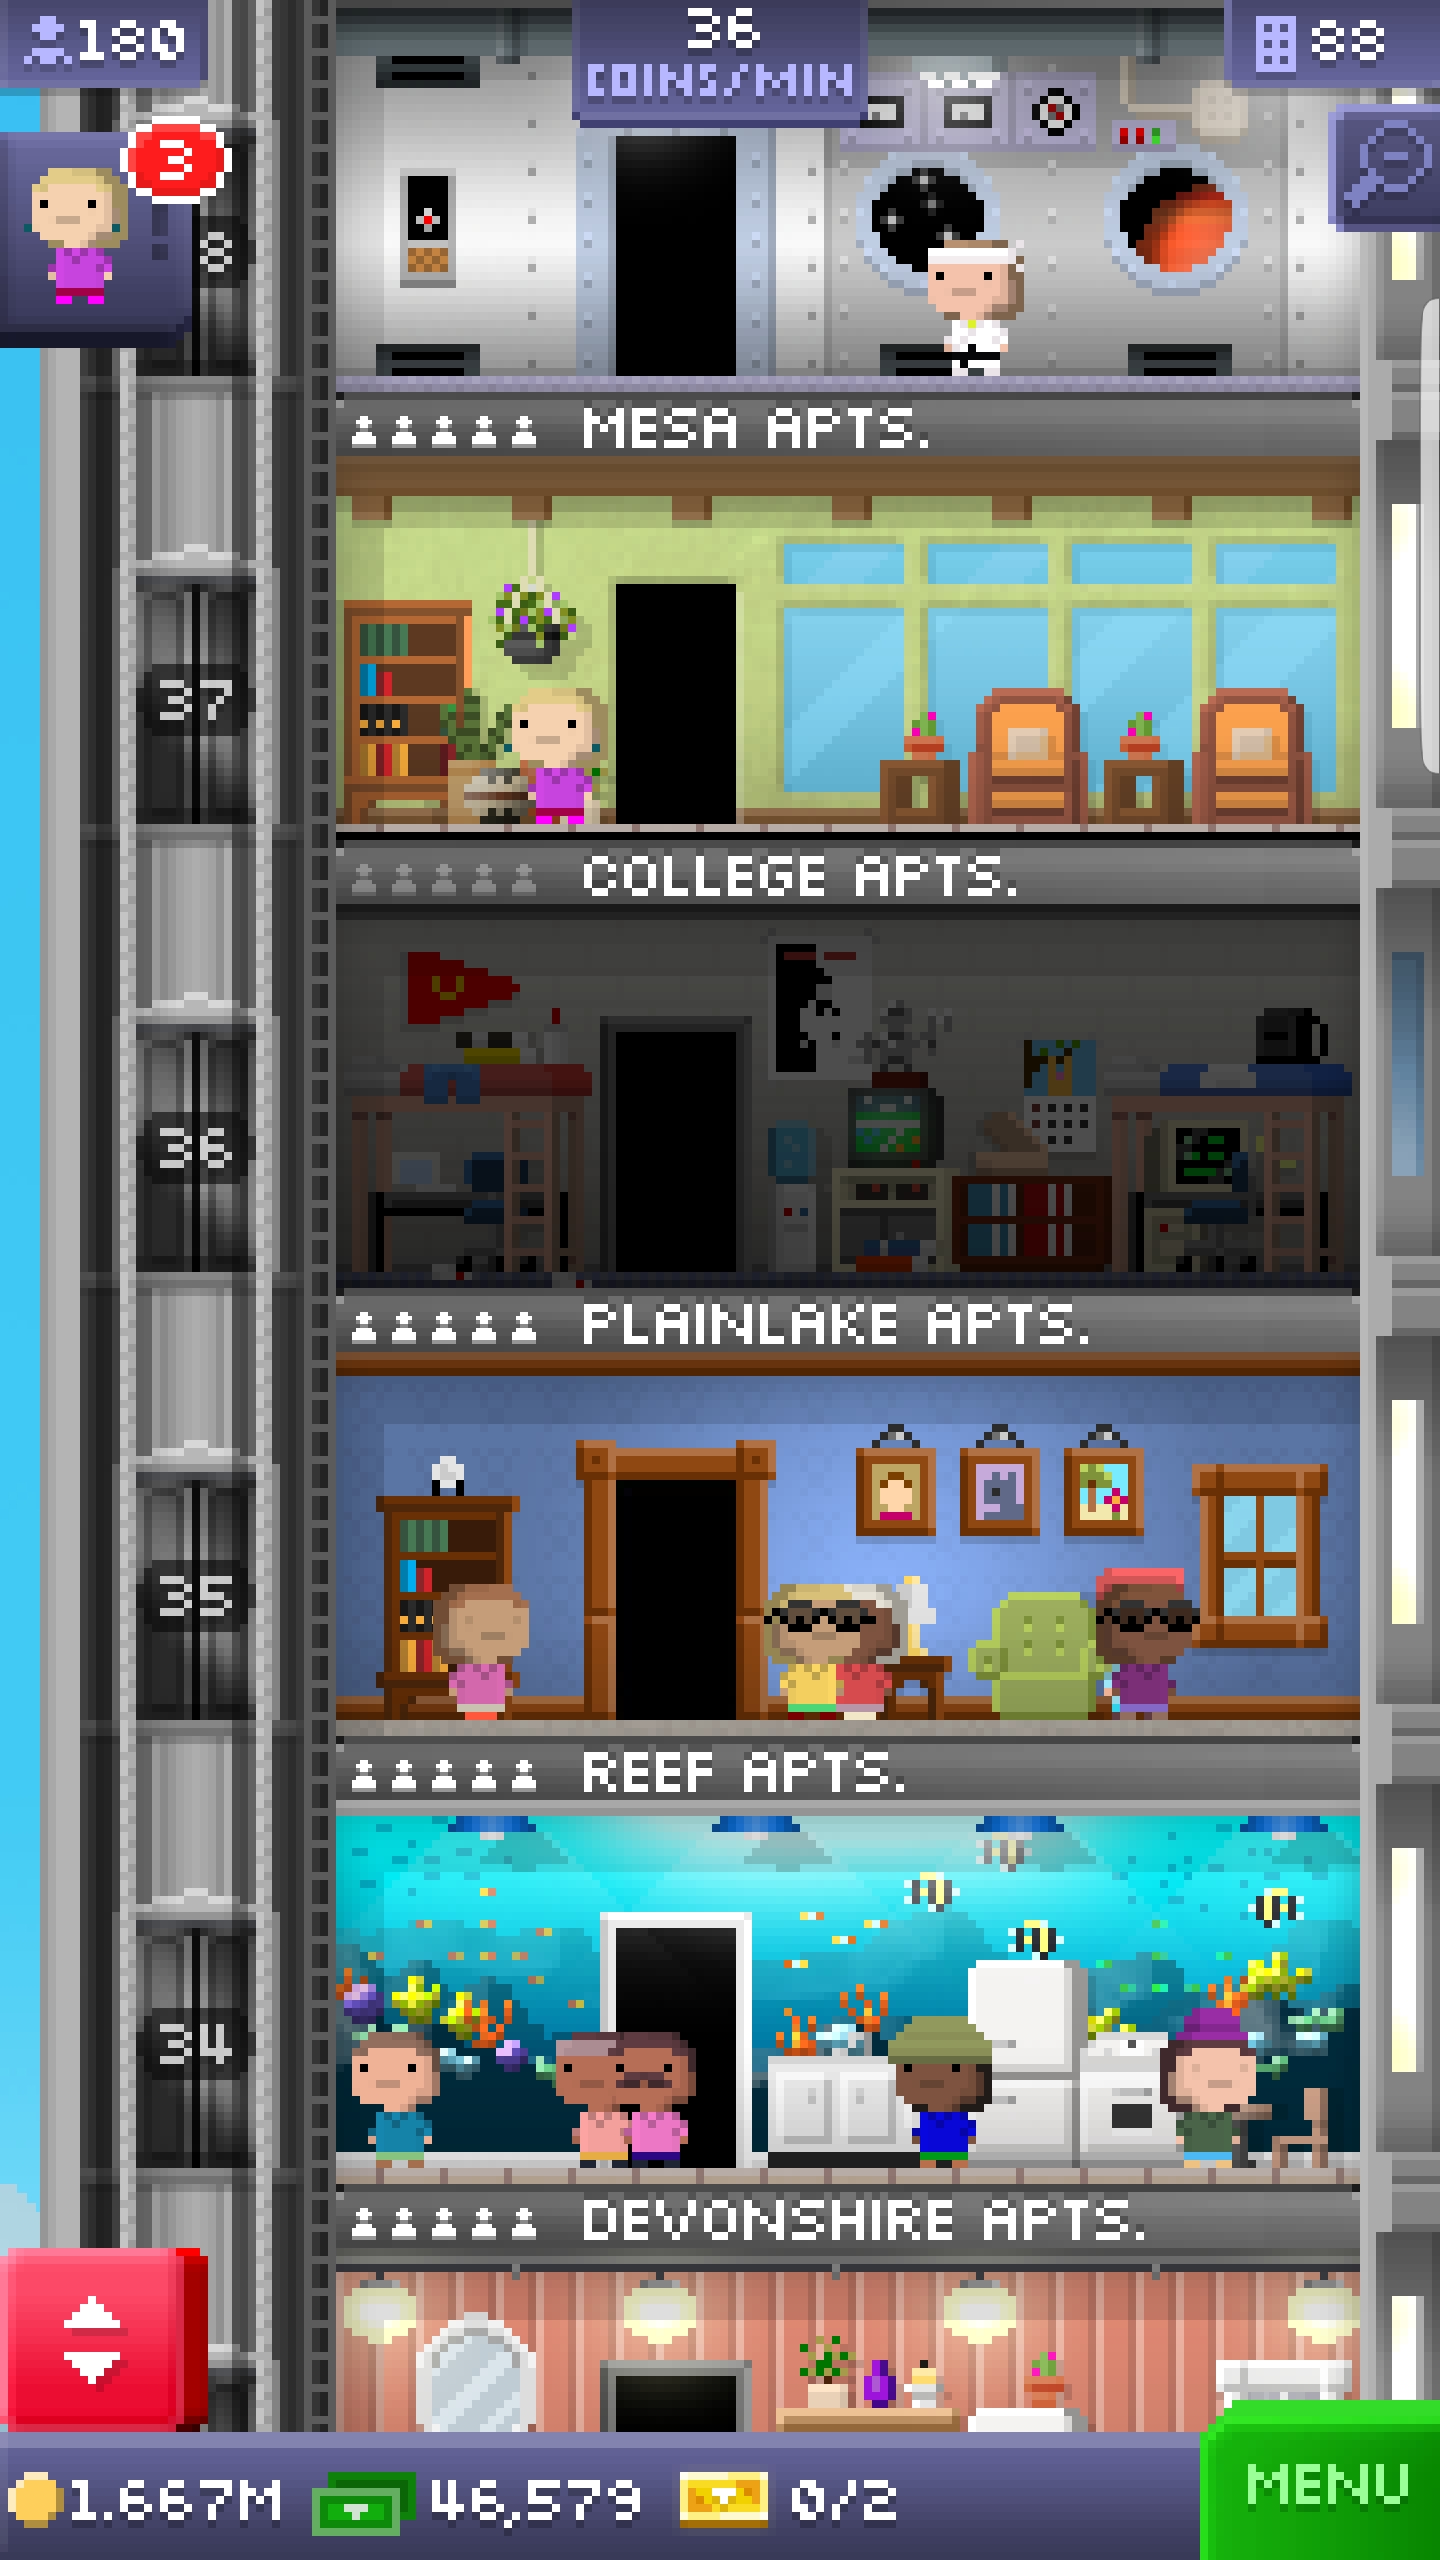 180
36
COINS/MIN
88
3
8
MESA APTS.
37
COLLEGE APTS.
36
PLAINLAKE APTS.
35
REEF APTS.
34
DEVONSHIRE APTS.
1.667M
46,579
0/2
MENU